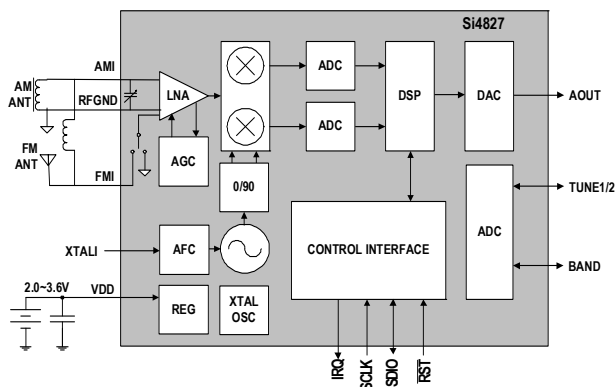 Si4827
AMI
AM
ANT
RFGND
LNA
ADC
DSP
DAC
AOUT
ADC
FM
ANT
FMI
AGC
0/90
ADC
TUNE1/2
BAND
CONTROL INTERFACE
XTALI
AFC
2.0~3.6V
VDD
REG
XTAL
OSC
IRQ
SCLK
SDIO
RST